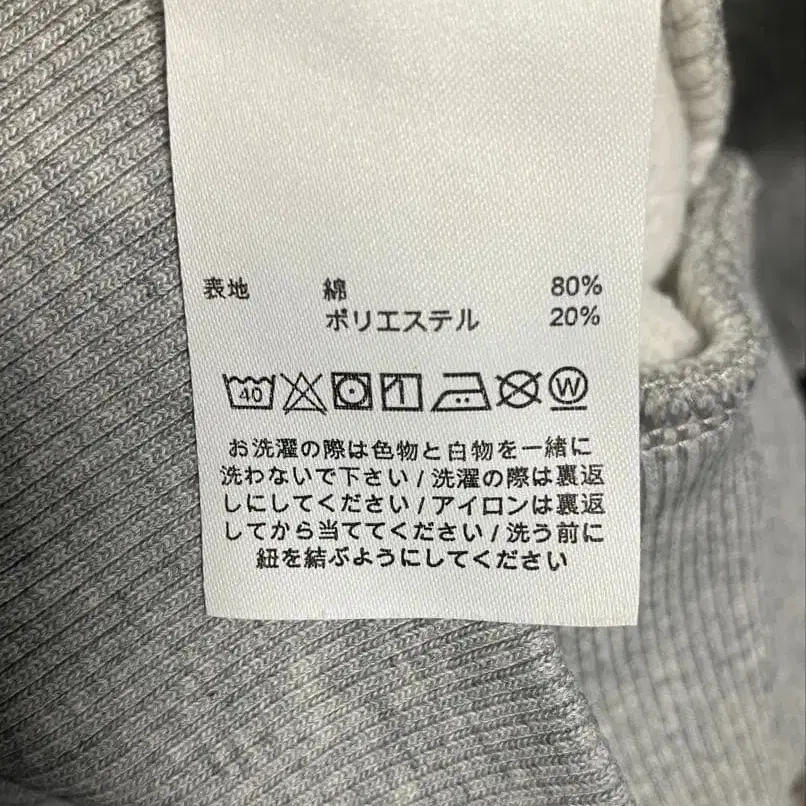 表地 綿 80%
ポリエステル 20%
40 W
お洗濯の際は色物と白物を一緒に
洗わないで下さい / 洗濯の際は裏返
しにしてください / アイロンは裏返
してから当ててください / 洗う前に
紐を結ぶようにしてください